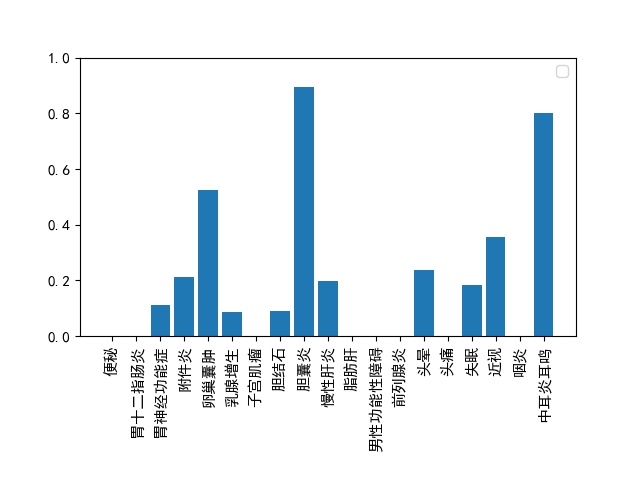 1.0
0.8
0.6
0.4
0.2
0.0
便秘
胃十二指肠炎
胃神经功能症
附件炎
卵巢囊肿
乳腺增生
子宫肌瘤
胆结石
胆囊炎
慢性肝炎
脂肪肝
男性功能性障碍
前列腺炎
头晕
头痛
失眠
近视
咽炎
中耳炎耳鸣